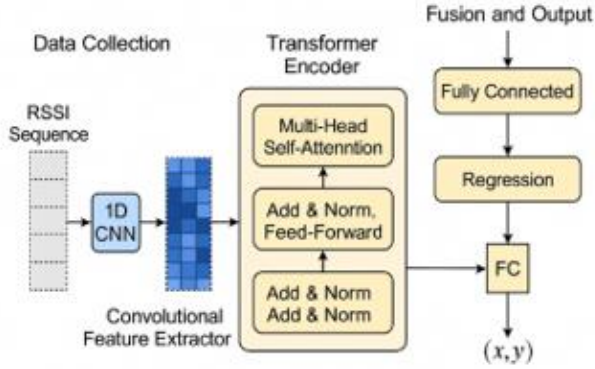 Data Collection
RSSI
Sequence
1D
CNN
Convolutional
Feature Extractor
Transformer
Encoder
Multi-Head
Self-Attenntion
Add & Norm,
Feed-Forward
Add & Norm
Add & Norm
Fusion and Output
Fully Connected
Regression
FC
(x, y)